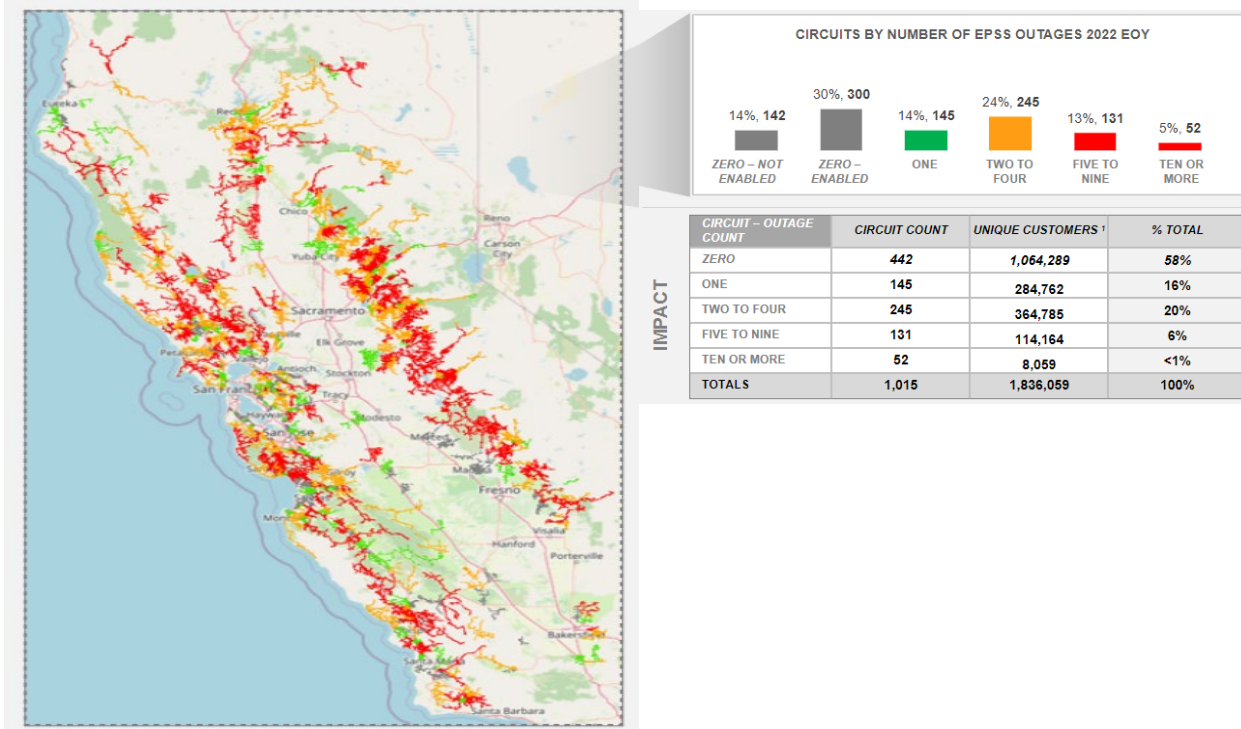 CIRCUITS BY NUMBER OF EPSS OUTAGES 2022 EOY
14%, 142
30%, 300
14%, 145
24%, 245
13%, 131
5%, 52
ZERO – NOT
ENABLED
ZERO –
ENABLED
ONE
TWO TO
FOUR
FIVE TO
NINE
TEN OR
MORE
IMPACT
CIRCUIT – OUTAGE
COUNT
CIRCUIT COUNT
UNIQUE CUSTOMERS ¹
% TOTAL
ZERO 442 1,064,289 58%
ONE 145 284,762 16%
TWO TO FOUR 245 364,785 20%
FIVE TO NINE 131 114,164 6%
TEN OR MORE 52 8,059 <1%
TOTALS 1,015 1,836,059 100%
Eureka
Chico
Reno
Carson
City
Yuba City
Sacramento
Elk Grove
Vallejo
Antioch
Stockton
San Franc
Tracy
Hayward
Modesto
San Jose
Merced
Fresno
Visalia
Hanford
Porterville
Bakersfield
Santa Maria
Santa Barbara